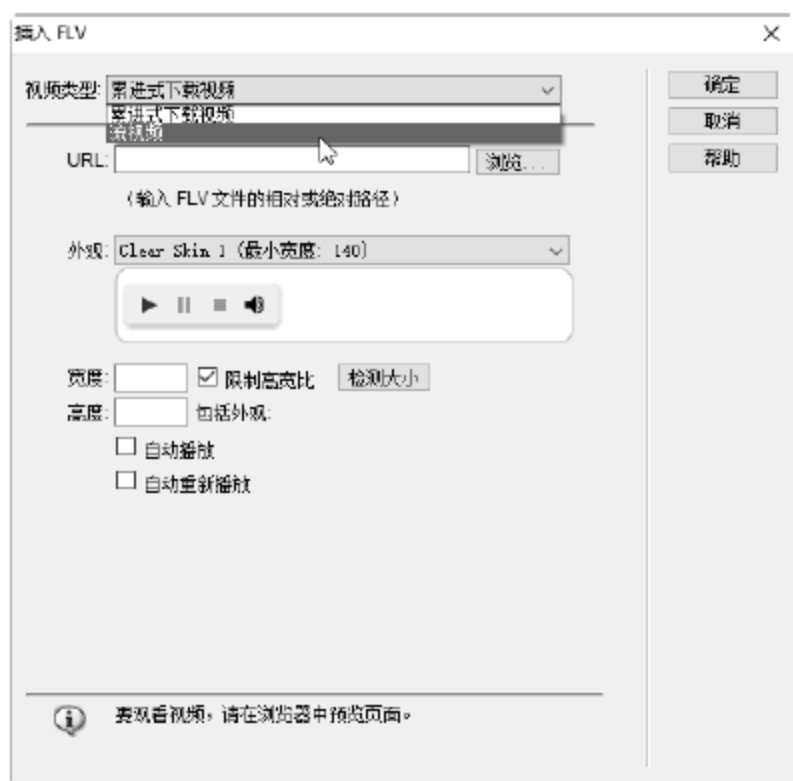 插入 FLV
视频类型: 累进式下载视频
确定
累进式下载视频
流视频
取消
URL: 浏览...
帮助
(输入 FLV 文件的相对或绝对路径)
外观: Clear Skin 1 (最小宽度: 140)
宽度: 限制高宽比 检测大小
高度: 包括外观:
自动播放
自动重新播放
要观看视频，请在浏览器中预览页面。